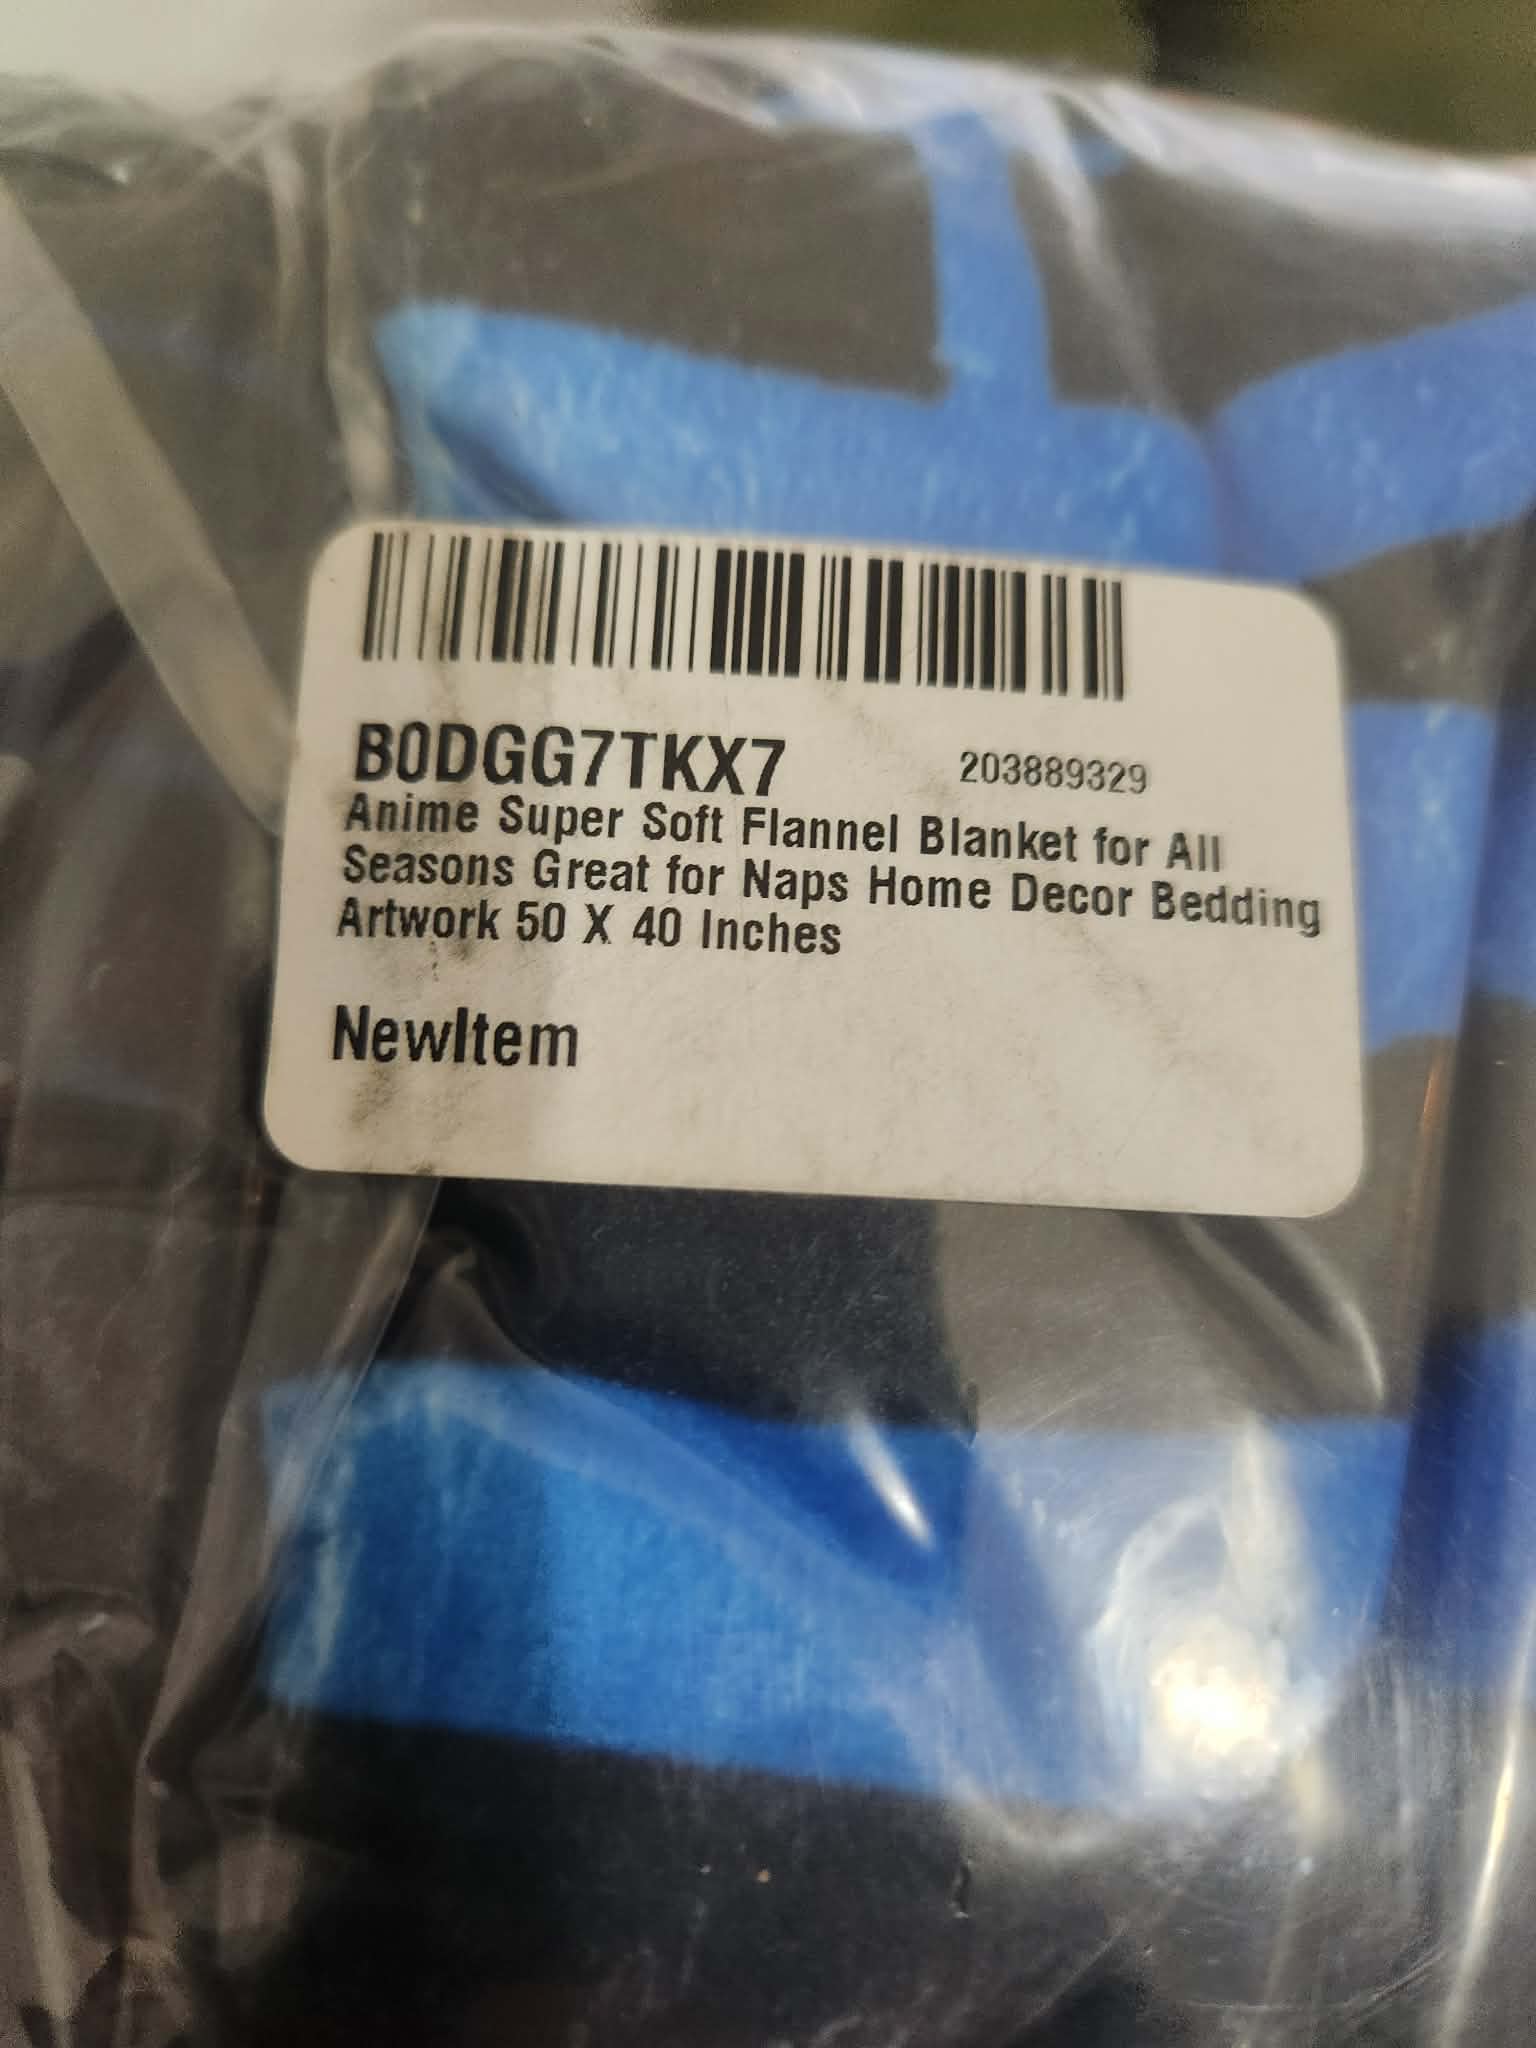 B0DGG7TKX7 203889329
Anime Super Soft Flannel Blanket for All
Seasons Great for Naps Home Decor Bedding
Artwork 50 X 40 Inches
NewItem